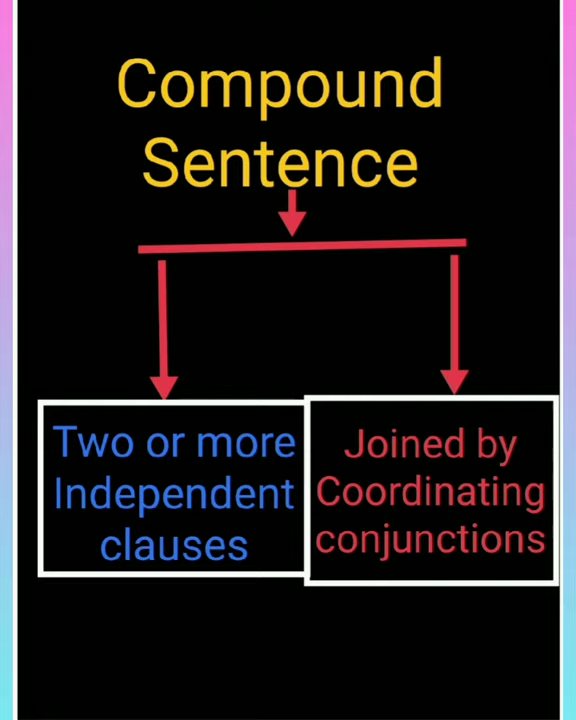 Compound
Sentence
Two or more
Independent
clauses
Joined by
Coordinating
conjunctions